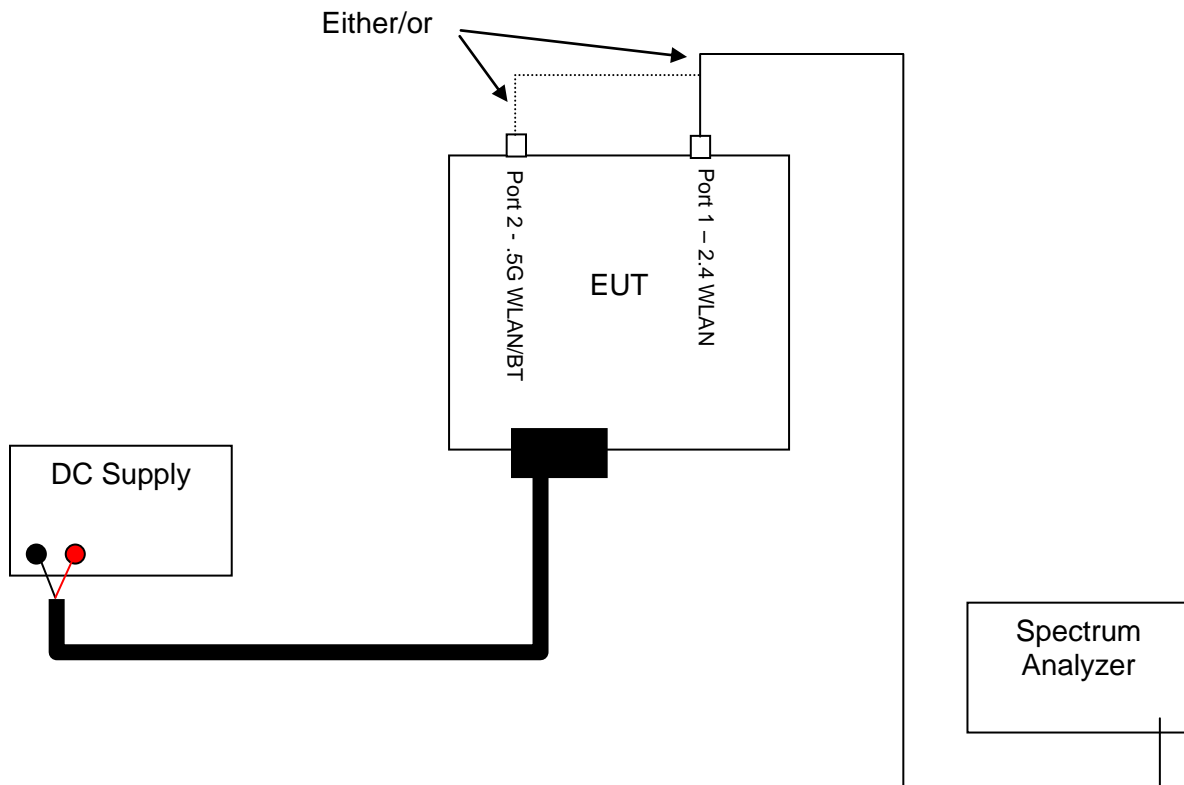 Either/or
Port 2 - .5G WLAN/BT
Port 1 – 2.4 WLAN
EUT
DC Supply
Spectrum
Analyzer